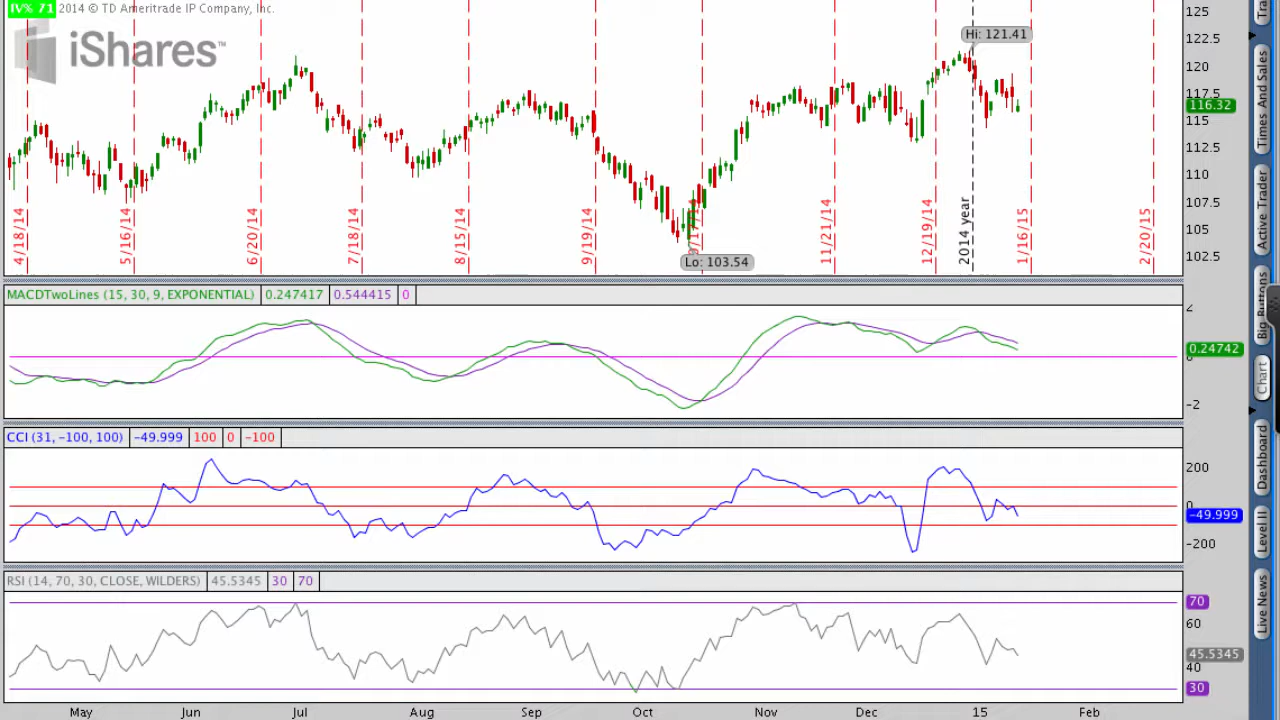 IV% 71 2014 © TD Ameritrade IP Company, Inc.
iShares™
Hi: 121.41
Lo: 103.54
125
122.5
120
117.5
116.32
115
112.5
110
107.5
105
102.5
4/18/14
5/16/14
6/20/14
7/18/14
8/15/14
9/19/14
11/21/14
12/19/14
2014 year
1/16/15
2/20/15
MACDTwoLines (15, 30, 9, EXPONENTIAL) 0.247417 0.544415 0
2
0.24742
0
-2
CCI (31, -100, 100) -49.999 100 0 -100
200
0
-49.999
-200
RSI (14, 70, 30, CLOSE, WILDERS) 45.5345 30 70
70
60
45.5345
40
30
May Jun Jul Aug Sep Oct Nov Dec 15 Feb
Times And Sales
Active Trader
Big Buttons
Chart
Dashboard
Level II
Live News